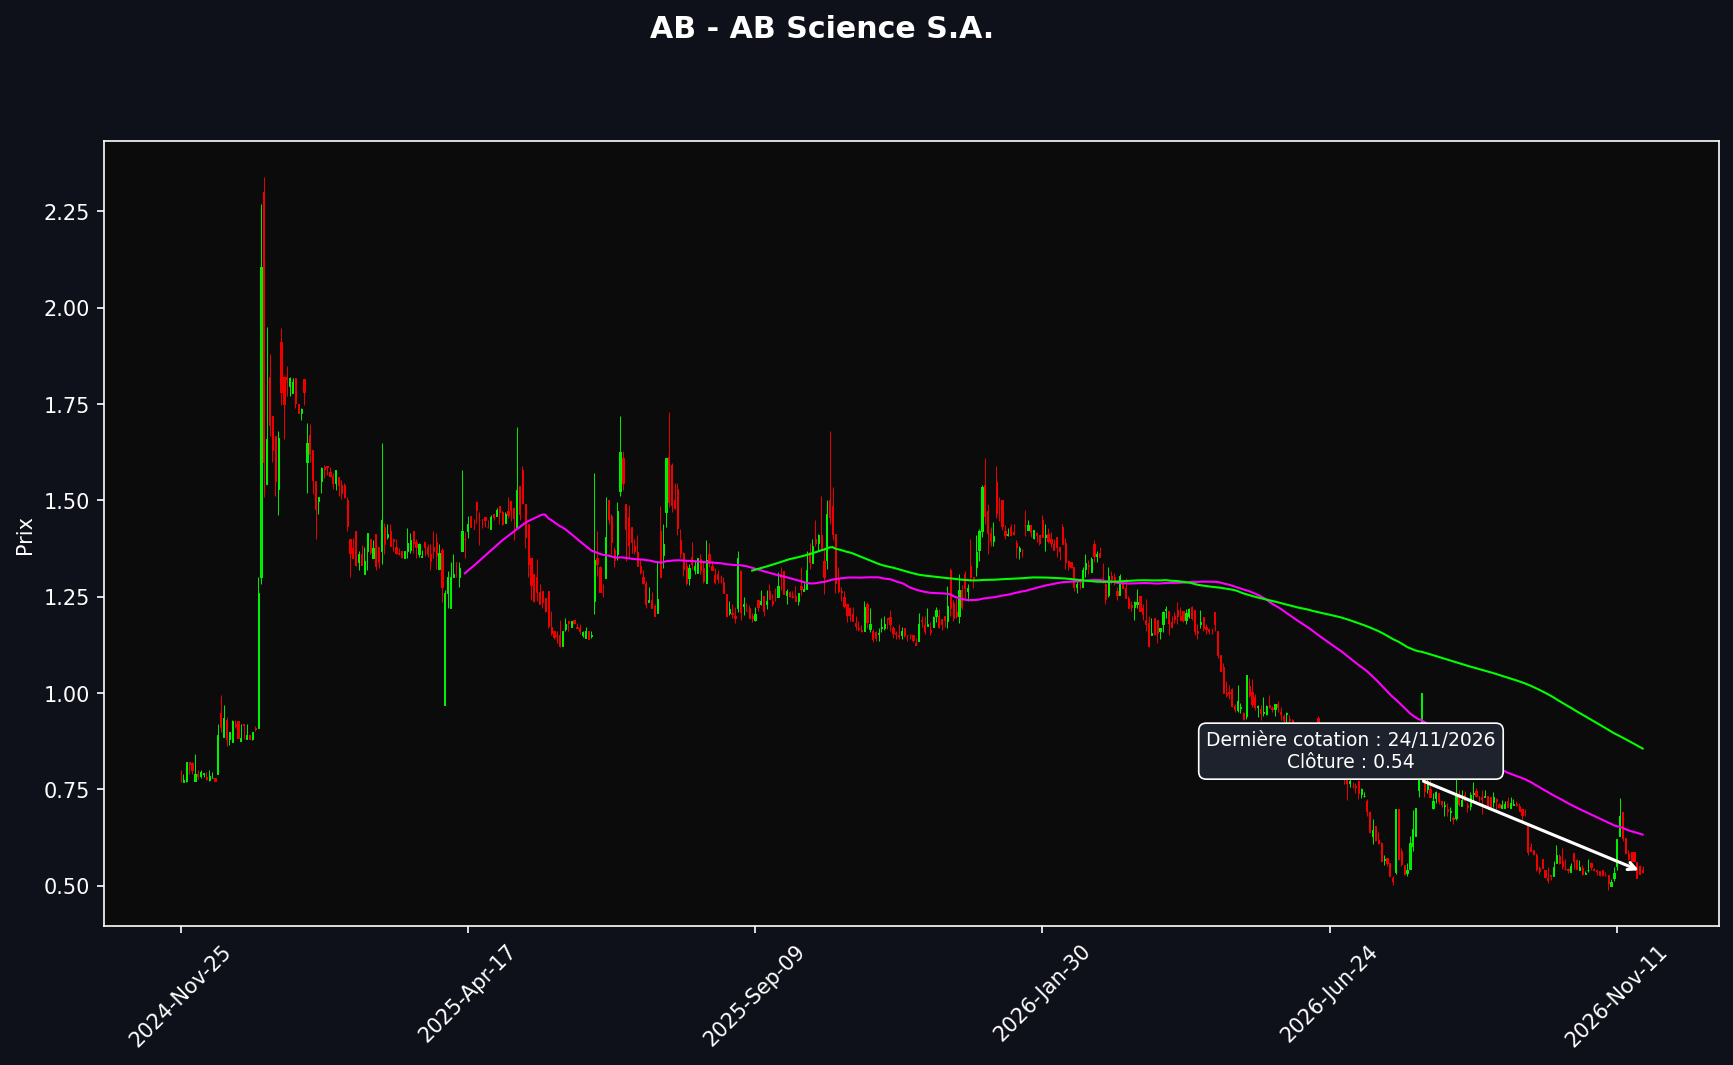 AB - AB Science S.A.
Prix
2.25
2.00
1.75
1.50
1.25
1.00
0.75
0.50
Dernière cotation : 24/11/2026
Clôture : 0.54
2024-Nov-25
2025-Apr-17
2025-Sep-09
2026-Jan-30
2026-Jun-24
2026-Nov-11